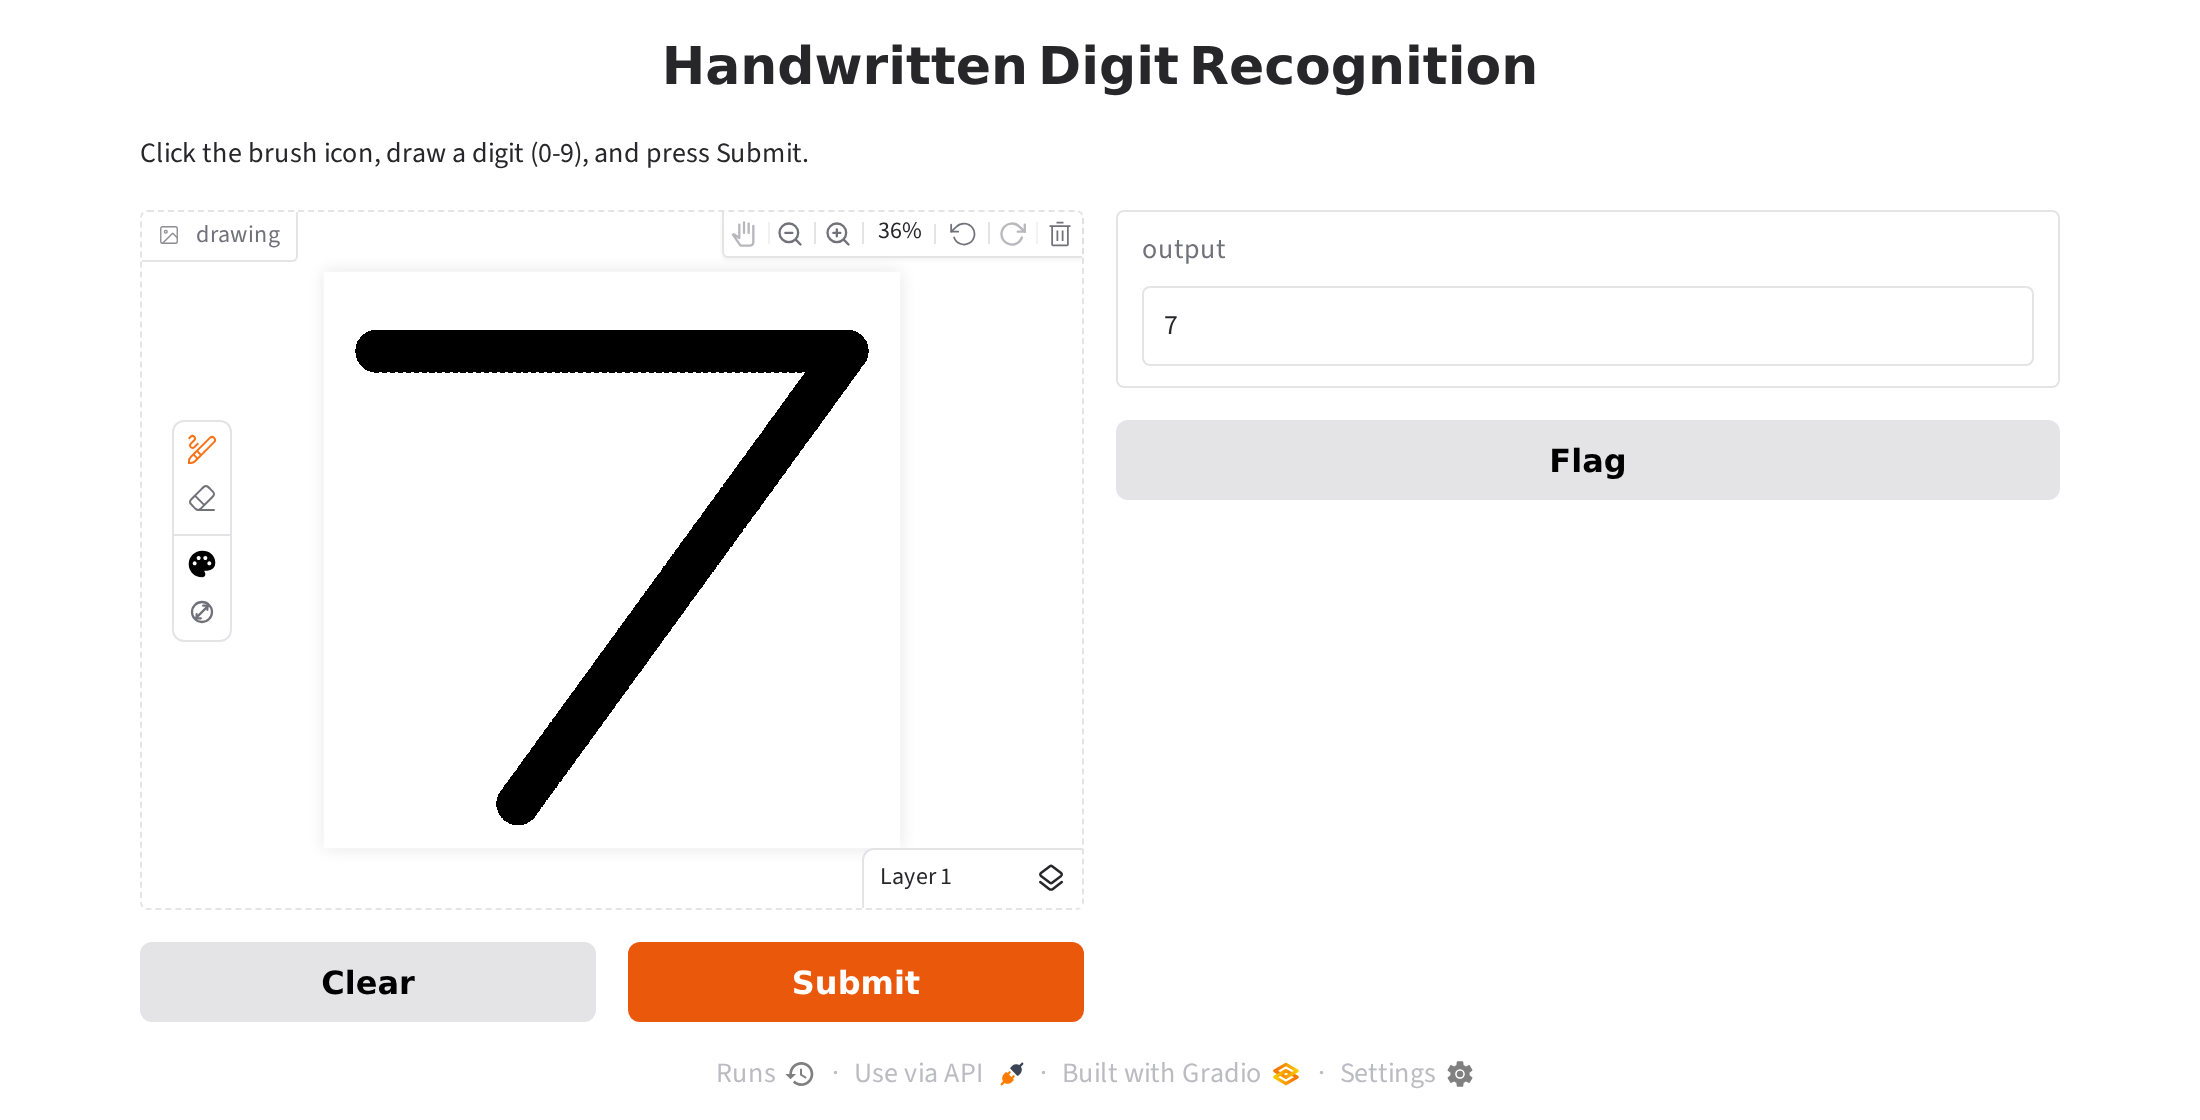 Handwritten Digit Recognition
Click the brush icon, draw a digit (0-9), and press Submit.
drawing
36%
7
Layer 1
Clear
Submit
output
7
Flag
Runs · Use via API · Built with Gradio · Settings